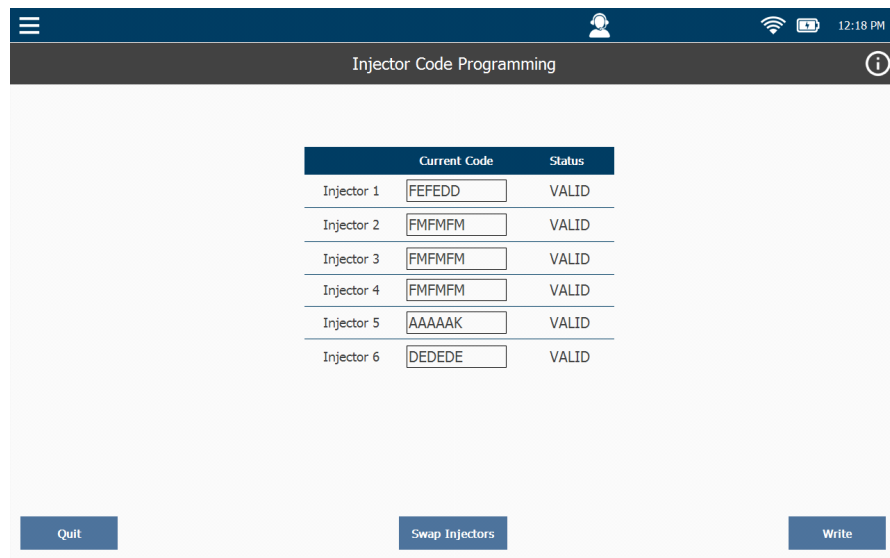 12:18 PM
Injector Code Programming
Current Code Status
Injector 1 FEFEDD VALID
Injector 2 FMFMFM VALID
Injector 3 FMFMFM VALID
Injector 4 FMFMFM VALID
Injector 5 AAAAAK VALID
Injector 6 DEDEDE VALID
Quit Swap Injectors Write